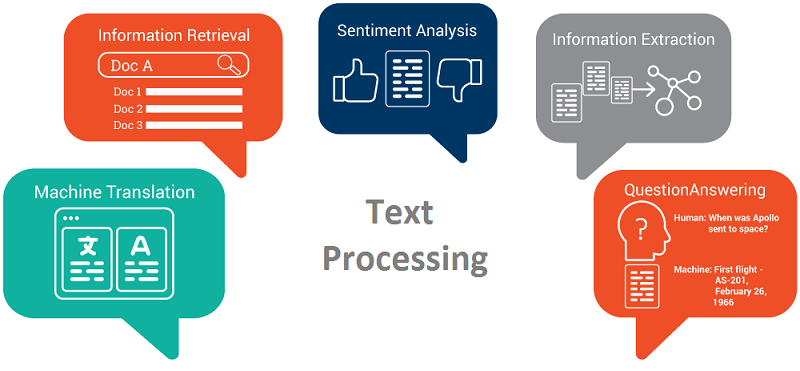 Information Retrieval
Doc A
Doc 1
Doc 2
Doc 3
Sentiment Analysis
Information Extraction
Machine Translation
文
A
Text
Processing
QuestionAnswering
?
Human: When was Apollo
sent to space?
Machine: First flight -
AS-201,
February 26,
1966